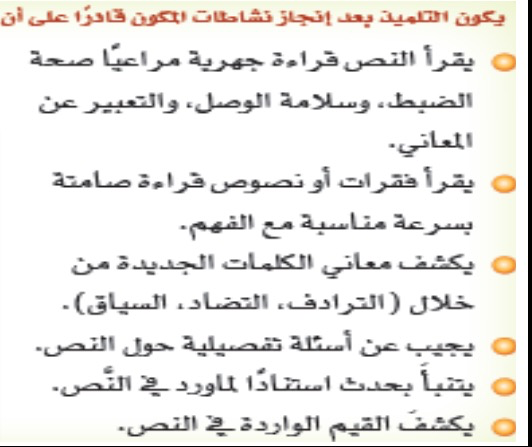 يكون التلميذ بعد إنجاز نشاطات المكون قادرًا على أن
يقرأ النص قراءة جهرية مراعيًا صحة
الضبط، وسلامة الوصل، والتعبير عن
المعاني.
يقرأ فقرات أو نصوص قراءة صامتة
بسرعة مناسبة مع الفهم.
يكشف معاني الكلمات الجديدة من
خلال (الترادف، التضاد، السياق).
يجيب عن أسئلة تفصيلية حول النص.
يتنبأَ بحدث استنادًا لماورد في النَّص.
يكشفَ القيم الواردة في النص.